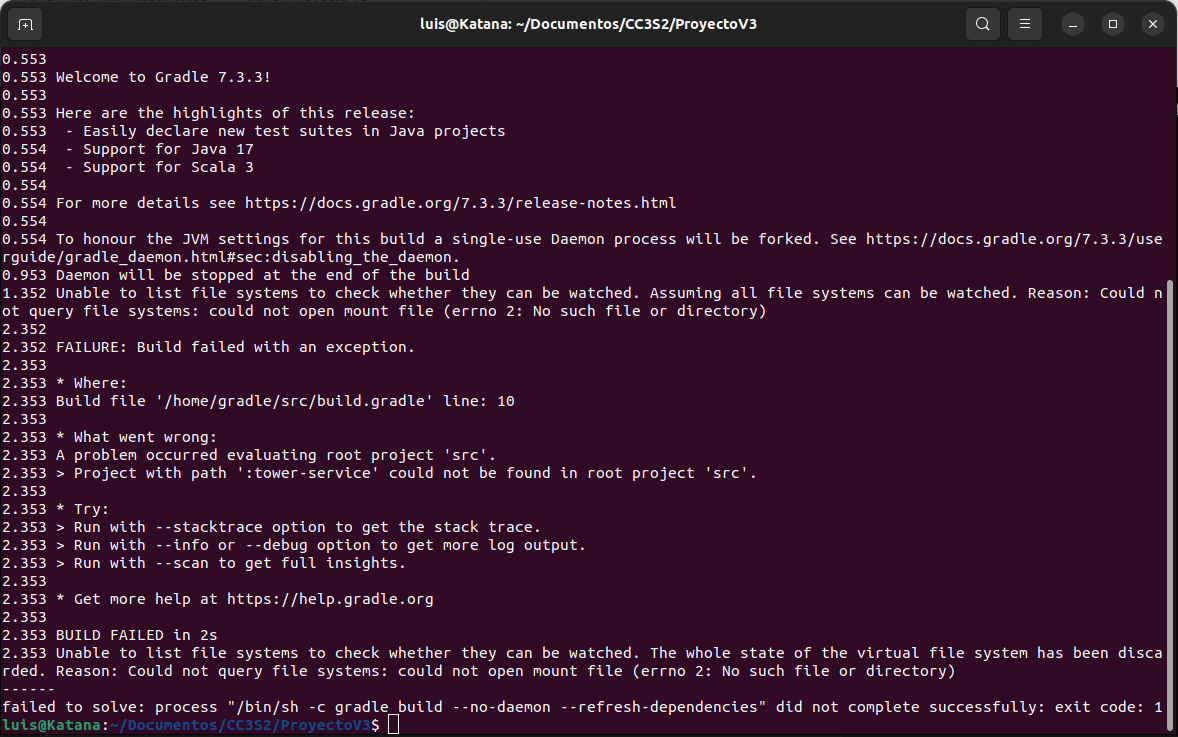 luis@Katana: ~/Documentos/CC3S2/ProyectoV3
0.553
0.553 Welcome to Gradle 7.3.3!
0.553
0.553 Here are the highlights of this release:
0.553  - Easily declare new test suites in Java projects
0.554  - Support for Java 17
0.554  - Support for Scala 3
0.554
0.554 For more details see https://docs.gradle.org/7.3.3/release-notes.html
0.554
0.554 To honour the JVM settings for this build a single-use Daemon process will be forked. See https://docs.gradle.org/7.3.3/use
rguide/gradle_daemon.html#sec:disabling_the_daemon.
0.953 Daemon will be stopped at the end of the build
1.352 Unable to list file systems to check whether they can be watched. Assuming all file systems can be watched. Reason: Could n
ot query file systems: could not open mount file (errno 2: No such file or directory)
2.352
2.352 FAILURE: Build failed with an exception.
2.353
2.353 * Where:
2.353 Build file '/home/gradle/src/build.gradle' line: 10
2.353
2.353 * What went wrong:
2.353 A problem occurred evaluating root project 'src'.
2.353 > Project with path ':tower-service' could not be found in root project 'src'.
2.353
2.353 * Try:
2.353 > Run with --stacktrace option to get the stack trace.
2.353 > Run with --info or --debug option to get more log output.
2.353 > Run with --scan to get full insights.
2.353
2.353 * Get more help at https://help.gradle.org
2.353
2.353 BUILD FAILED in 2s
2.353 Unable to list file systems to check whether they can be watched. The whole state of the virtual file system has been disca
rded. Reason: Could not query file systems: could not open mount file (errno 2: No such file or directory)
------
failed to solve: process "/bin/sh -c gradle build --no-daemon --refresh-dependencies" did not complete successfully: exit code: 1
luis@Katana:~/Documentos/CC3S2/ProyectoV3$